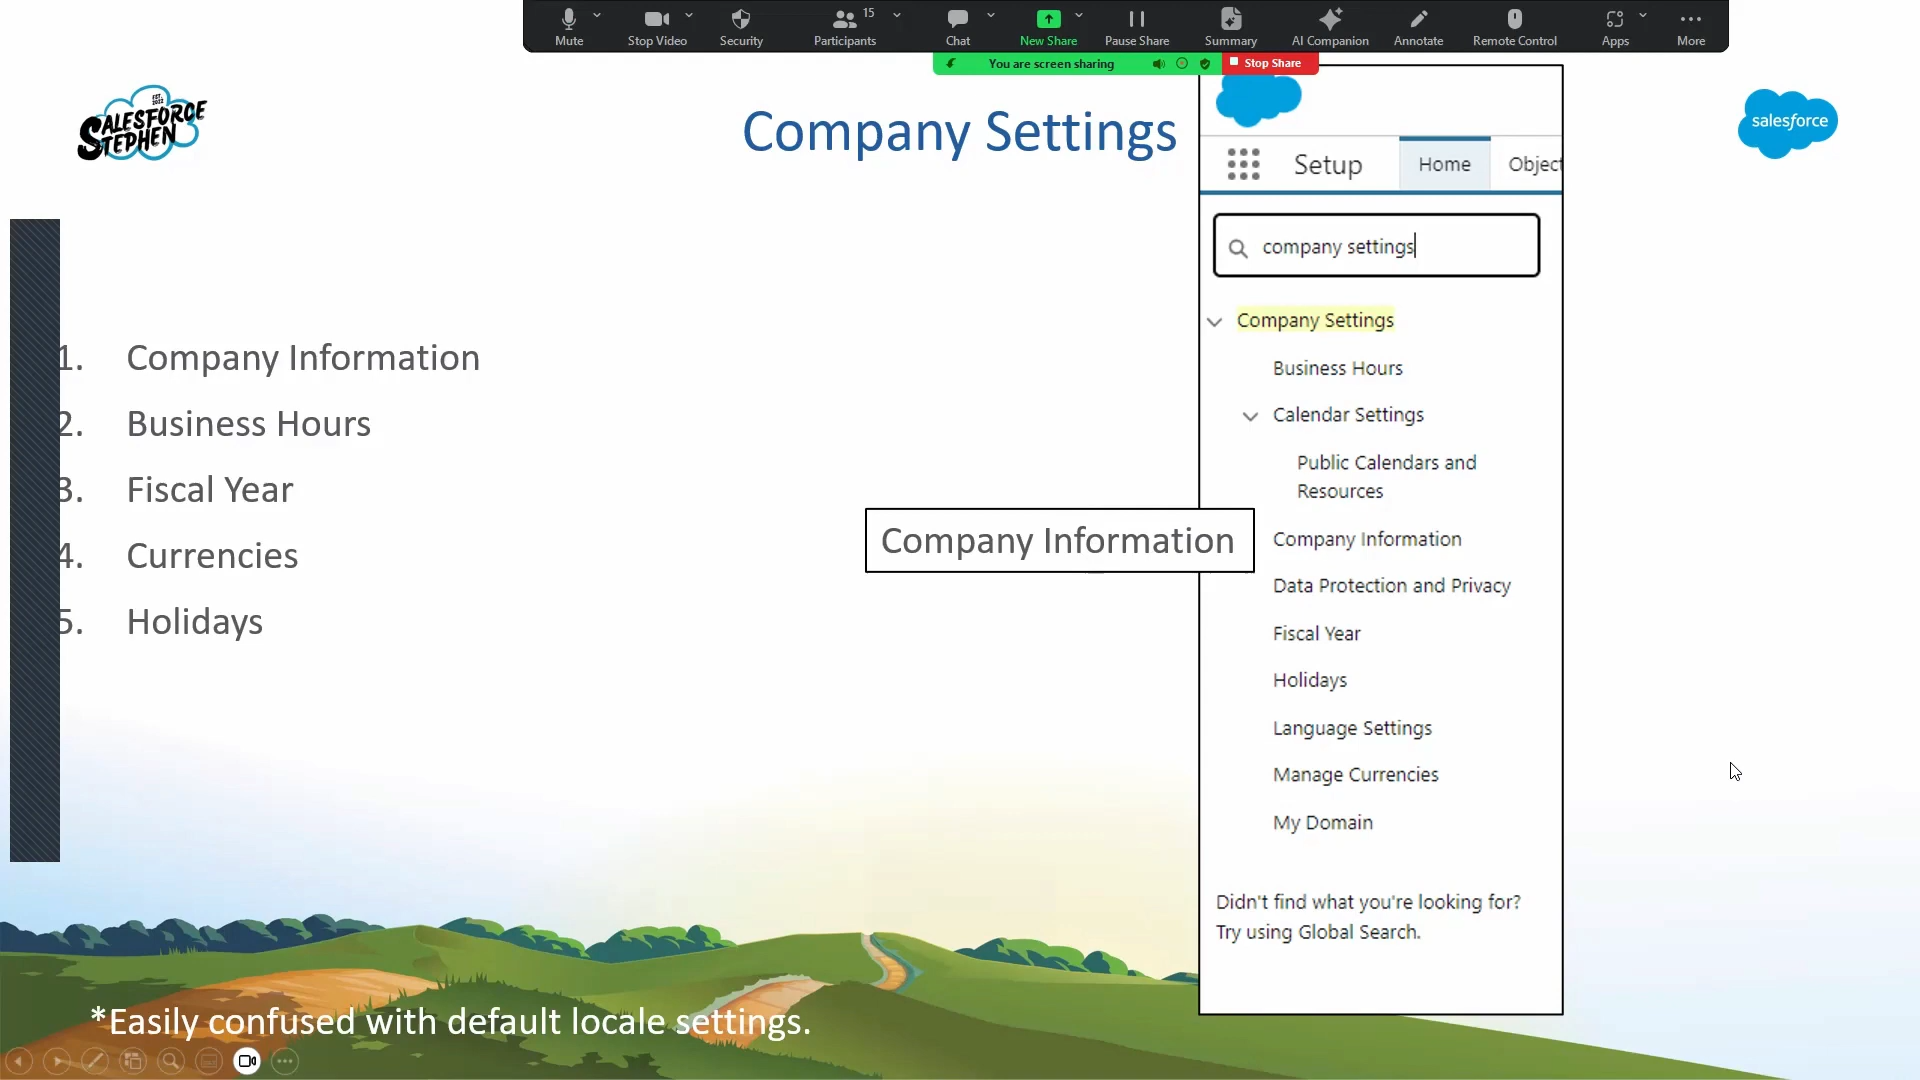 Mute
Stop Video
Security
Participants
15
Chat
New Share
Pause Share
Summary
AI Companion
Annotate
Remote Control
Apps
More
You are screen sharing
Stop Share
EST.
2022
SALESFORCE
STEPHEN
Company Settings
salesforce
Setup
Home
Object
company settings
1. Company Information
2. Business Hours
3. Fiscal Year
4. Currencies
5. Holidays
Company Information
Company Settings
Business Hours
Calendar Settings
Public Calendars and
Resources
Company Information
Data Protection and Privacy
Fiscal Year
Holidays
Language Settings
Manage Currencies
My Domain
Didn't find what you're looking for?
Try using Global Search.
*Easily confused with default locale settings.